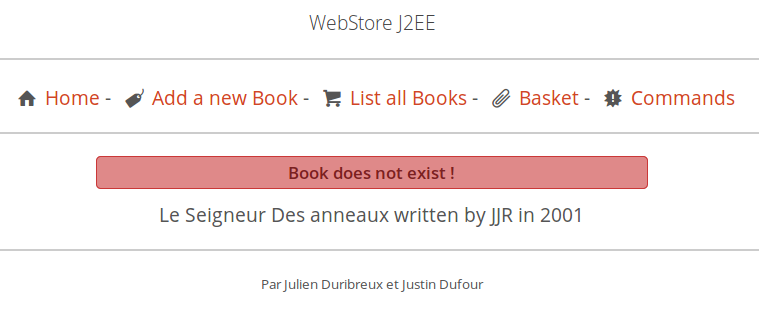 WebStore J2EE
Home - Add a new Book - List all Books - Basket - Commands
Book does not exist !
Le Seigneur Des anneaux written by JJR in 2001
Par Julien Duribreux et Justin Dufour